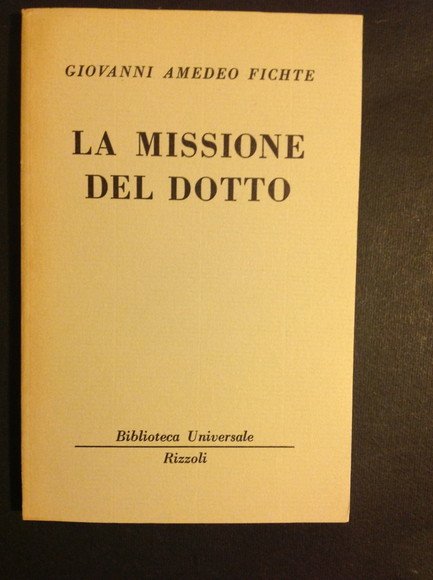 GIOVANNI AMEDEO FICHTE
LA MISSIONE
DEL DOTTO
Biblioteca Universale
Rizzoli